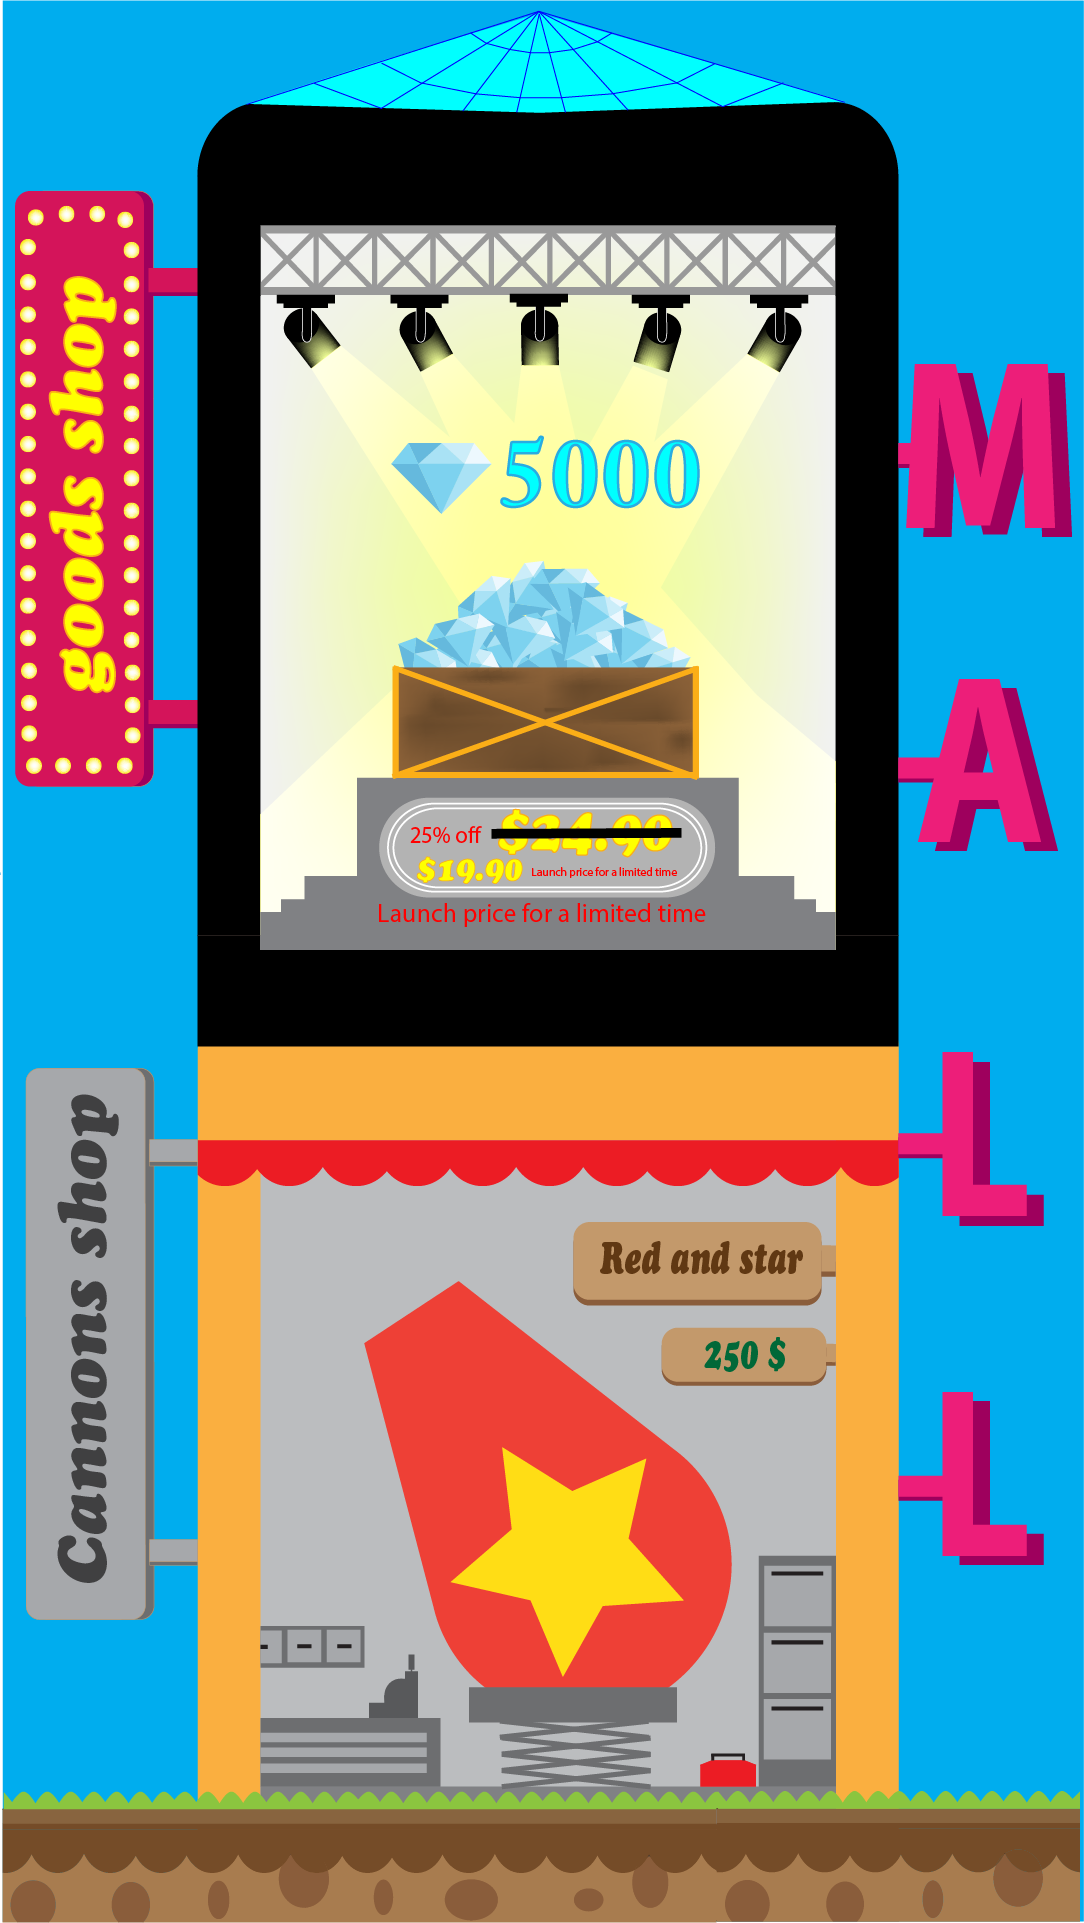 goods shop
5000
25% off $24.90
$19.90 Launch price for a limited time
Launch price for a limited time
M
A
L
L
Cannons shop
Red and star
250 $